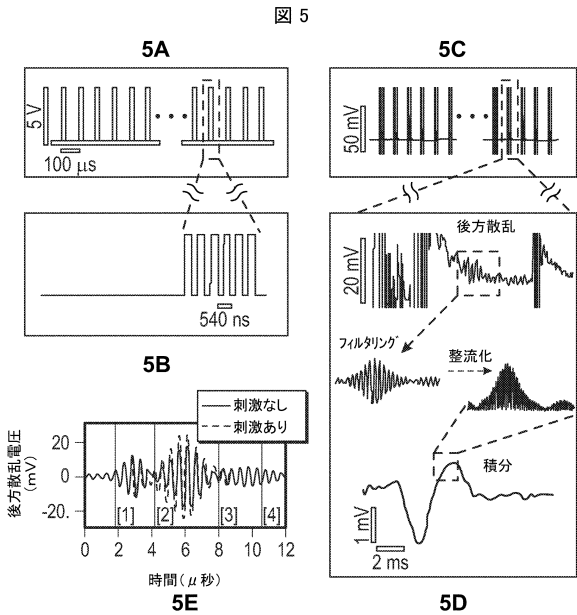 図 5
5A
5 V
100 μs
5C
50 mV
540 ns
5B
後方散乱
20 mV
フィルタリング
整流化
積分
1 mV
2 ms
5D
刺激なし
刺激あり
後方散乱電圧
(mV)
20
0
-20.
[1]
[2]
[3]
[4]
0
2
4
6
8
10
12
時間(μ秒)
5E